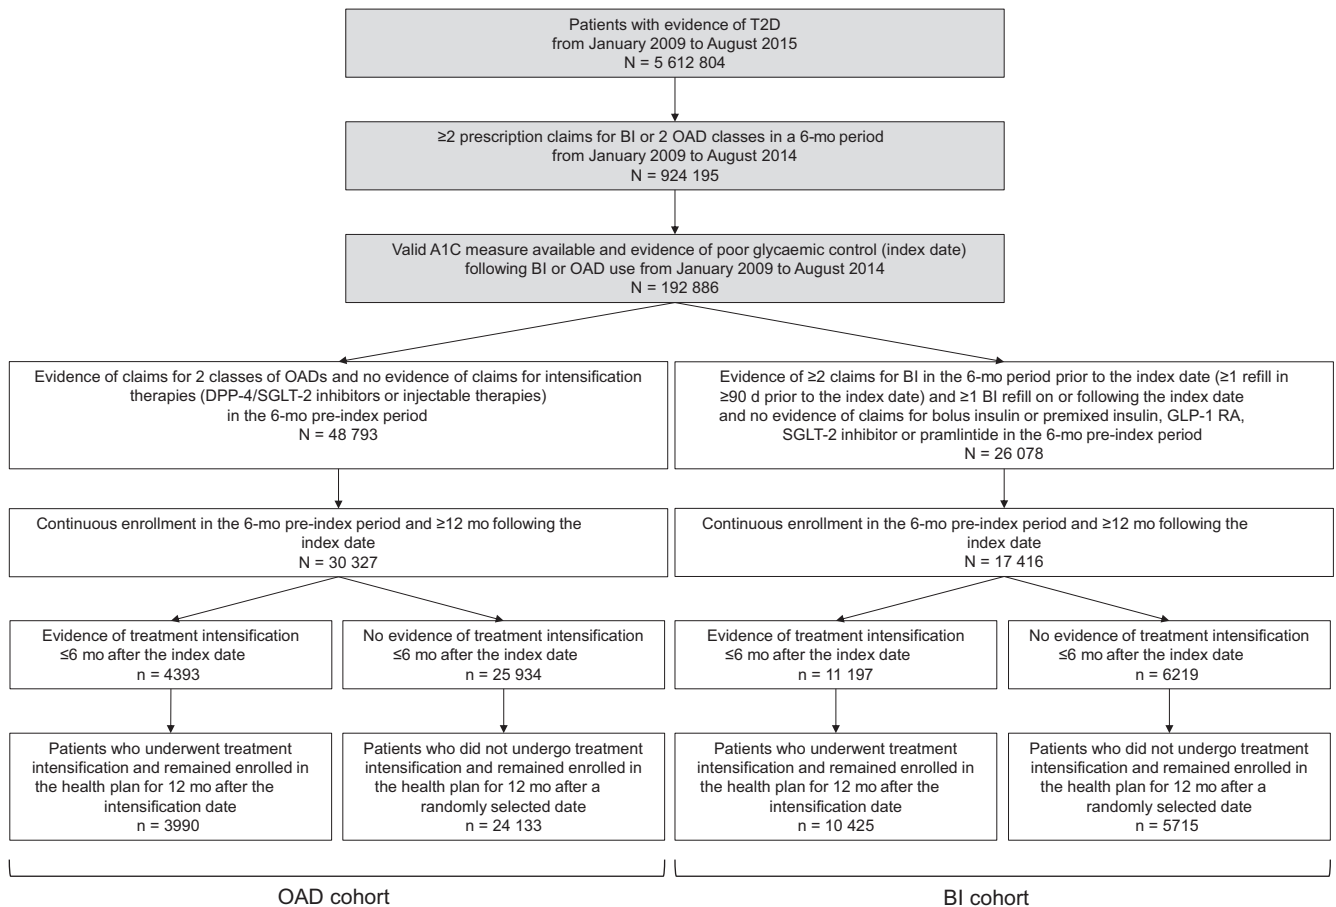 Patients with evidence of T2D
from January 2009 to August 2015
N = 5 612 804
≥2 prescription claims for BI or 2 OAD classes in a 6-mo period
from January 2009 to August 2014
N = 924 195
Valid A1C measure available and evidence of poor glycaemic control (index date)
following BI or OAD use from January 2009 to August 2014
N = 192 886
Evidence of claims for 2 classes of OADs and no evidence of claims for intensification
therapies (DPP-4/SGLT-2 inhibitors or injectable therapies)
in the 6-mo pre-index period
N = 48 793
Evidence of ≥2 claims for BI in the 6-mo period prior to the index date (≥1 refill in
≥90 d prior to the index date) and ≥1 BI refill on or following the index date
and no evidence of claims for bolus insulin or premixed insulin, GLP-1 RA,
SGLT-2 inhibitor or pramlintide in the 6-mo pre-index period
N = 26 078
Continuous enrollment in the 6-mo pre-index period and ≥12 mo following the
index date
N = 30 327
Continuous enrollment in the 6-mo pre-index period and ≥12 mo following the
index date
N = 17 416
Evidence of treatment intensification
≤6 mo after the index date
n = 4393
No evidence of treatment intensification
≤6 mo after the index date
n = 25 934
Evidence of treatment intensification
≤6 mo after the index date
n = 11 197
No evidence of treatment intensification
≤6 mo after the index date
n = 6219
Patients who underwent treatment
intensification and remained enrolled in
the health plan for 12 mo after the
intensification date
n = 3990
Patients who did not undergo treatment
intensification and remained enrolled in
the health plan for 12 mo after a
randomly selected date
n = 24 133
Patients who underwent treatment
intensification and remained enrolled in
the health plan for 12 mo after the
intensification date
n = 10 425
Patients who did not undergo treatment
intensification and remained enrolled in
the health plan for 12 mo after
a randomly selected date
n = 5715
OAD cohort
BI cohort